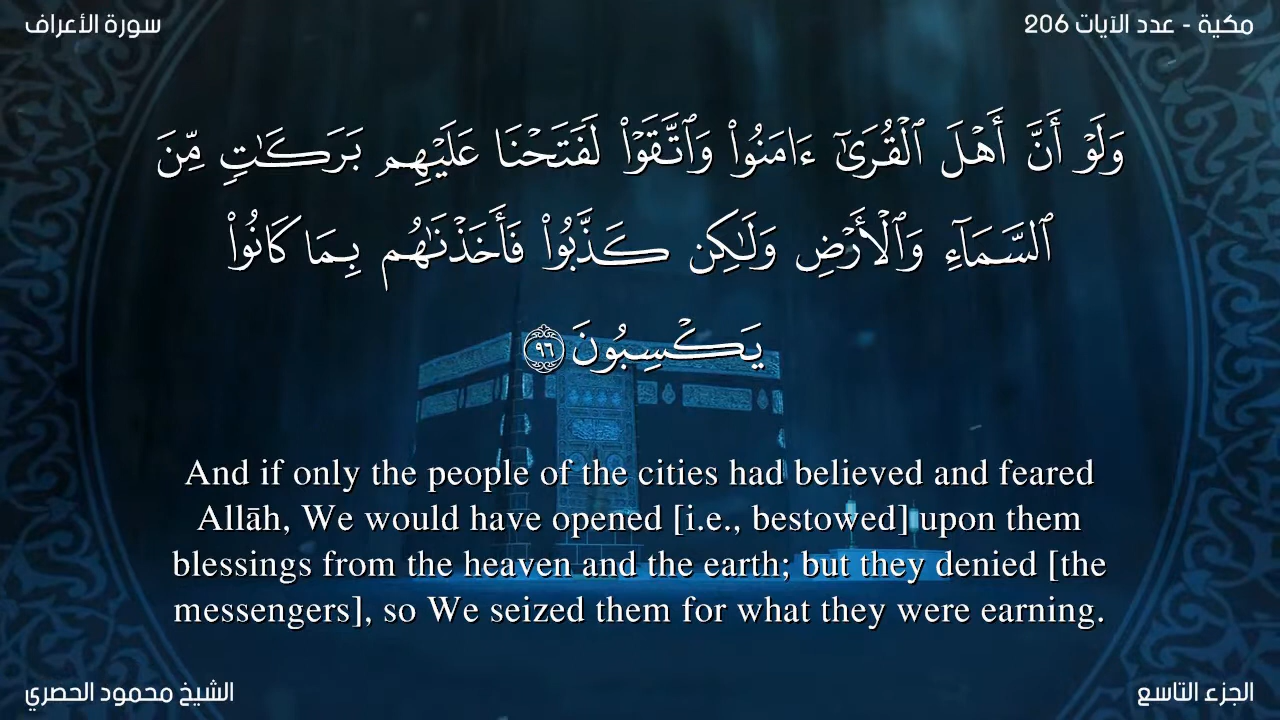 مكية - عدد الآيات 206
سورة الأعراف
وَلَوْ أَنَّ أَهْلَ ٱلْقُرَىٰٓ ءَامَنُوا۟ وَٱتَّقَوْا۟ لَفَتَحْنَا عَلَيْهِم بَرَكَـٰتٍ مِّنَ
ٱلسَّمَآءِ وَٱلْأَرْضِ وَلَـٰكِن كَذَّبُوا۟ فَأَخَذْنَـٰهُم بِمَا كَانُوا۟
يَكْسِبُونَ ٩٦
And if only the people of the cities had believed and feared
Allāh, We would have opened [i.e., bestowed] upon them
blessings from the heaven and the earth; but they denied [the
messengers], so We seized them for what they were earning.
الجزء التاسع
الشيخ محمود الحصري